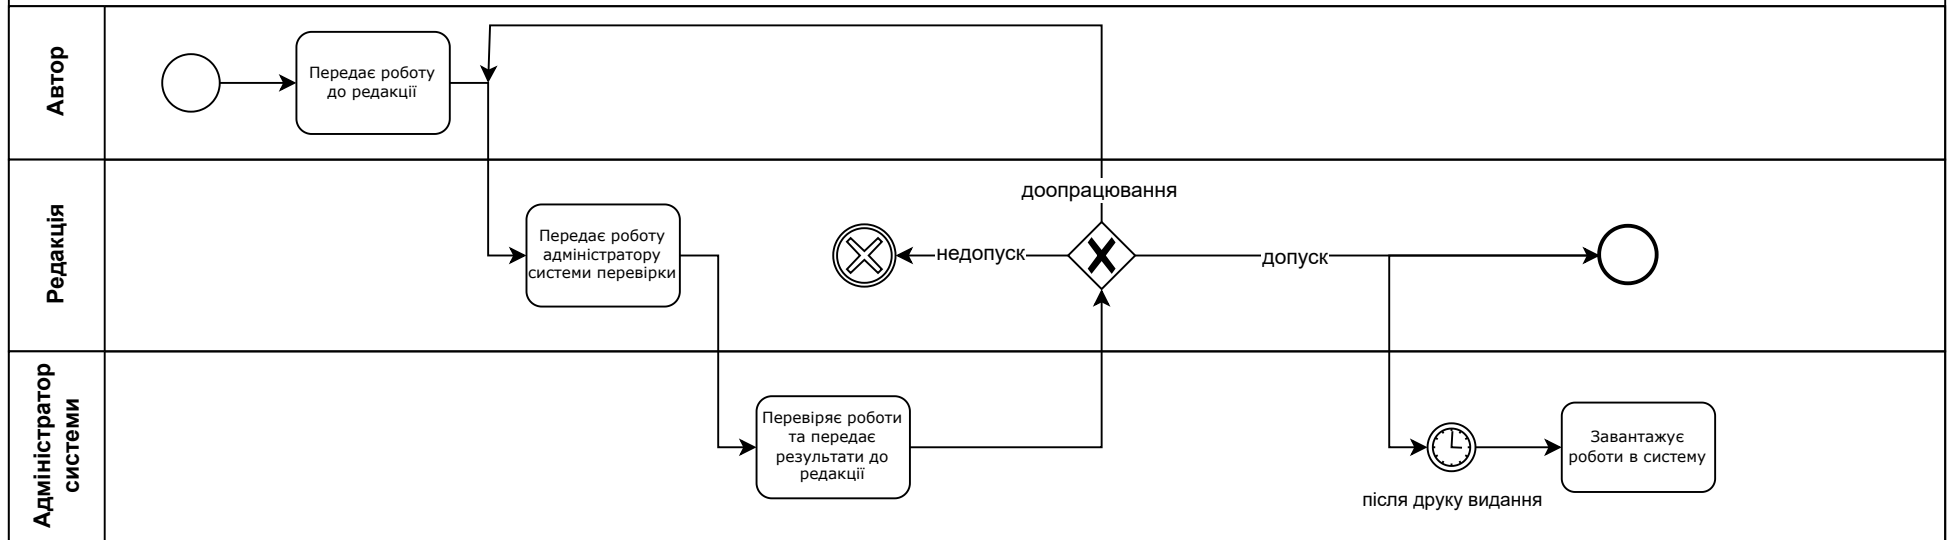 Автор
Передає роботу
до редакції
Редакція
доопрацювання
Передає роботу
адміністратору
системи перевірки
недопуск
допуск
Адміністратор
системи
Перевіряє роботи
та передає
результати до
редакції
Завантажує
роботи в систему
після друку видання